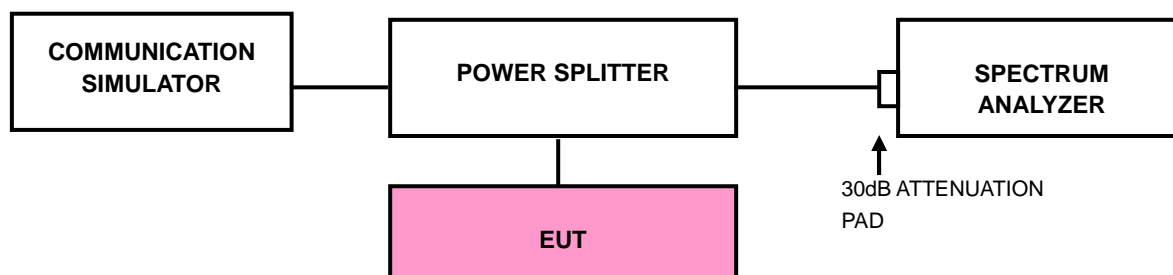 COMMUNICATION
SIMULATOR
POWER SPLITTER
SPECTRUM
ANALYZER
30dB ATTENUATION
PAD
EUT